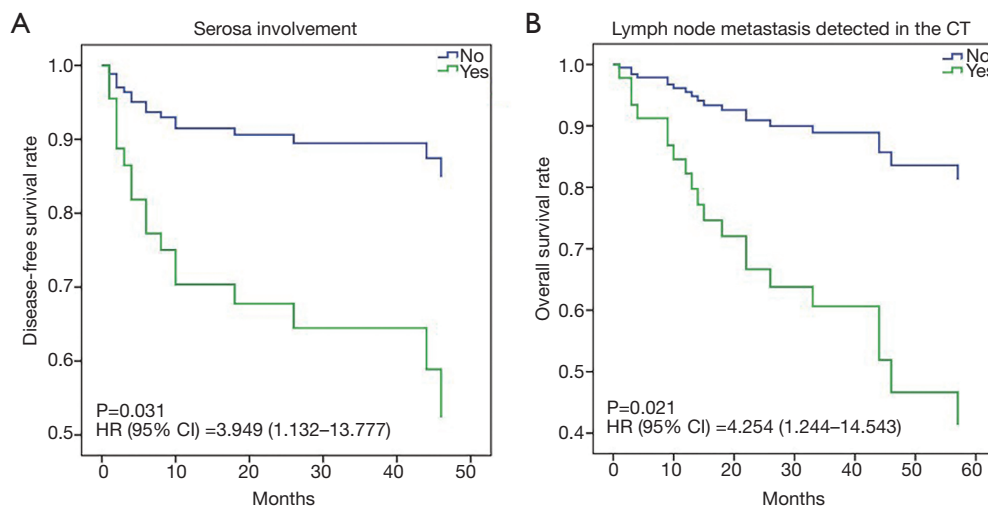 A
Serosa involvement
No
Yes
1.0
0.9
0.8
0.7
0.6
0.5
Disease-free survival rate
P=0.031
HR (95% CI) =3.949 (1.132–13.777)
0 10 20 30 40 50
Months
B
Lymph node metastasis detected in the CT
No
Yes
1.0
0.9
0.8
0.7
0.6
0.5
0.4
Overall survival rate
P=0.021
HR (95% CI) =4.254 (1.244–14.543)
0 10 20 30 40 50 60
Months